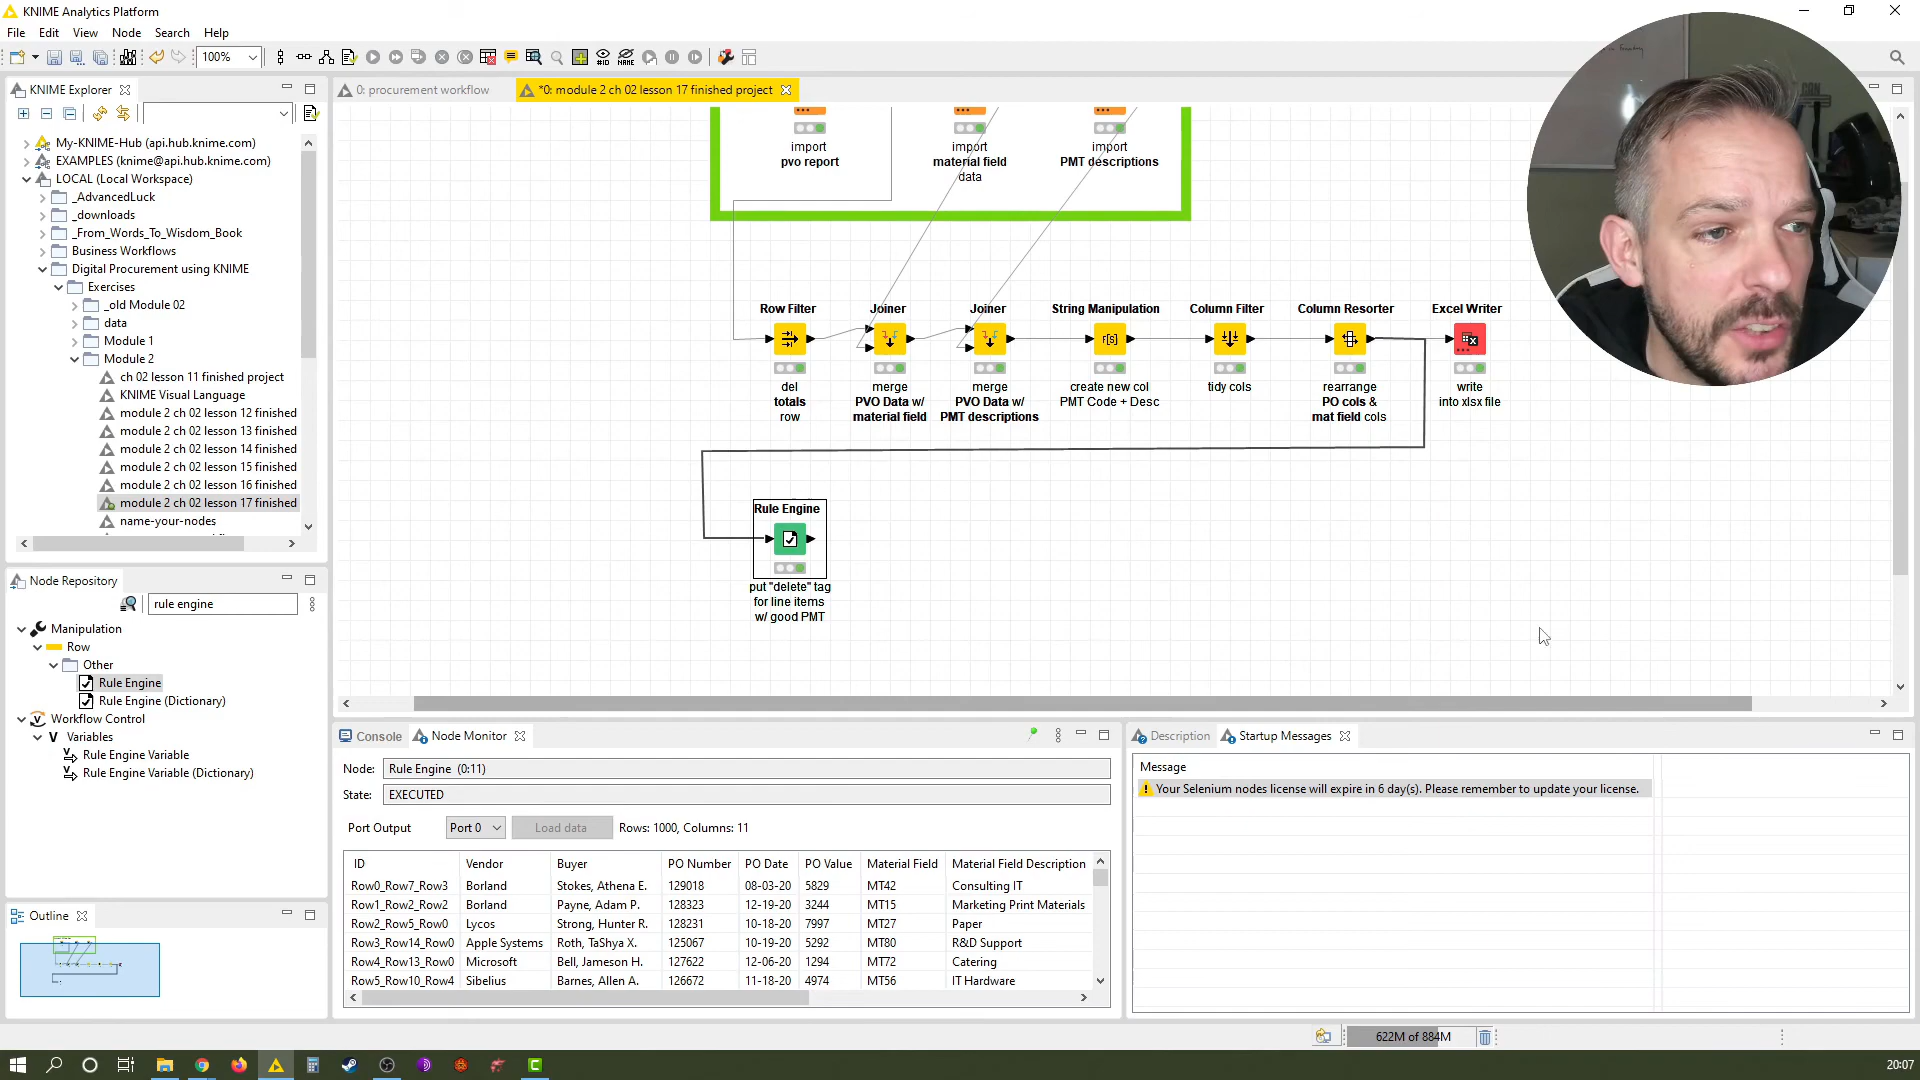 KNIME Analytics Platform
File Edit View Node Search Help
100%
KNIME Explorer
My-KNIME-Hub (api.hub.knime.com)
EXAMPLES (knime@api.hub.knime.com)
LOCAL (Local Workspace)
_AdvancedLuck
_downloads
_From_Words_To_Wisdom_Book
Business Workflows
Digital Procurement using KNIME
Exercises
_old Module 02
data
Module 1
Module 2
ch 02 lesson 11 finished project
KNIME Visual Language
module 2 ch 02 lesson 12 finished
module 2 ch 02 lesson 13 finished
module 2 ch 02 lesson 14 finished
module 2 ch 02 lesson 15 finished
module 2 ch 02 lesson 16 finished
module 2 ch 02 lesson 17 finished
name-your-nodes
Node Repository
rule engine
Manipulation
Row
Other
Rule Engine
Rule Engine (Dictionary)
Workflow Control
V Variables
Rule Engine Variable
Rule Engine Variable (Dictionary)
Outline
0: procurement workflow
*0: module 2 ch 02 lesson 17 finished project
import
pvo report
import
material field
data
import
PMT descriptions
Row Filter
del
totals
row
Joiner
merge
PVO Data w/
material field
Joiner
merge
PVO Data w/
PMT descriptions
String Manipulation
create new col
PMT Code + Desc
Column Filter
tidy cols
Column Resorter
rearrange
PO cols &
mat field cols
Excel Writer
write
into xlsx file
Rule Engine
put "delete" tag
for line items
w/ good PMT
Console Node Monitor
Node: Rule Engine (0:11)
State: EXECUTED
Port Output Port 0 Load data Rows: 1000, Columns: 11
ID Vendor Buyer PO Number PO Date PO Value Material Field Material Field Description
Row0_Row7_Row3 Borland Stokes, Athena E. 129018 08-03-20 5829 MT42 Consulting IT
Row1_Row2_Row2 Borland Payne, Adam P. 128323 12-19-20 3244 MT15 Marketing Print Materials
Row2_Row5_Row0 Lycos Strong, Hunter R. 128231 10-18-20 7997 MT27 Paper
Row3_Row14_Row0 Apple Systems Roth, TaShya X. 125067 10-19-20 5292 MT80 R&D Support
Row4_Row13_Row0 Microsoft Bell, Jameson H. 127622 12-06-20 1294 MT72 Catering
Row5_Row10_Row4 Sibelius Barnes, Allen A. 126672 11-18-20 4974 MT56 IT Hardware
Description Startup Messages
Message
Your Selenium nodes license will expire in 6 day(s). Please remember to update your license.
622M of 884M
20:07